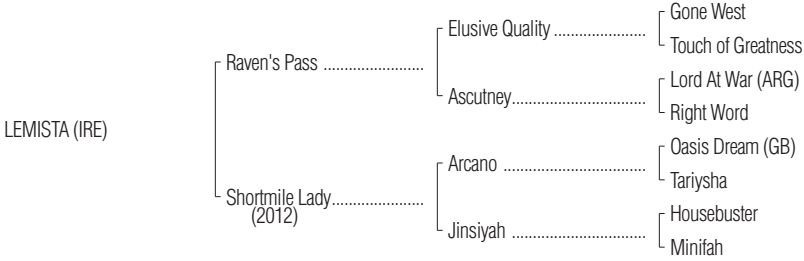 Gone West
Elusive Quality ......................
Touch of Greatness
Raven's Pass ........................
Lord At War (ARG)
Ascutney................................
Right Word
LEMISTA (IRE)
Oasis Dream (GB)
Arcano ..................................
Tariysha
Shortmile Lady......................
(2012)
Housebuster
Jinsiyah ................................
Minifah